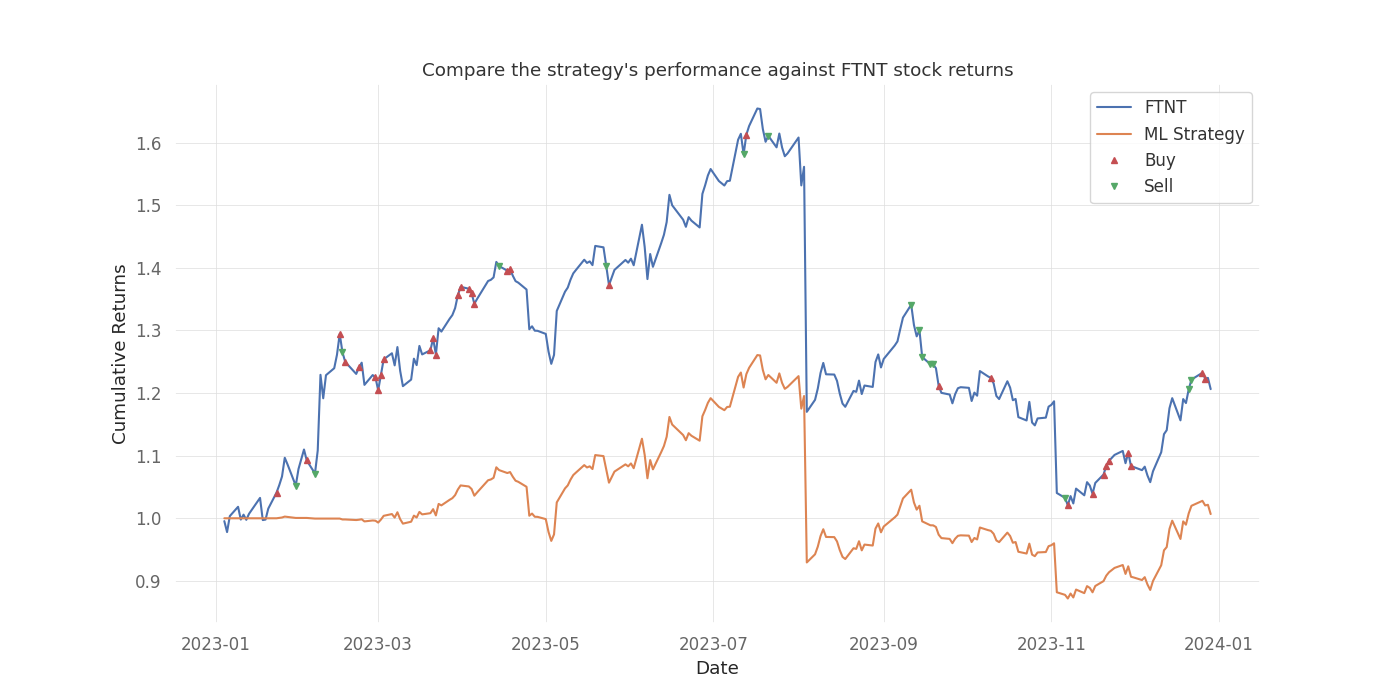 Compare the strategy's performance against FTNT stock returns
FTNT
ML Strategy
Buy
Sell
Cumulative Returns
1.6
1.5
1.4
1.3
1.2
1.1
1.0
0.9
2023-01
2023-03
2023-05
2023-07
2023-09
2023-11
2024-01
Date